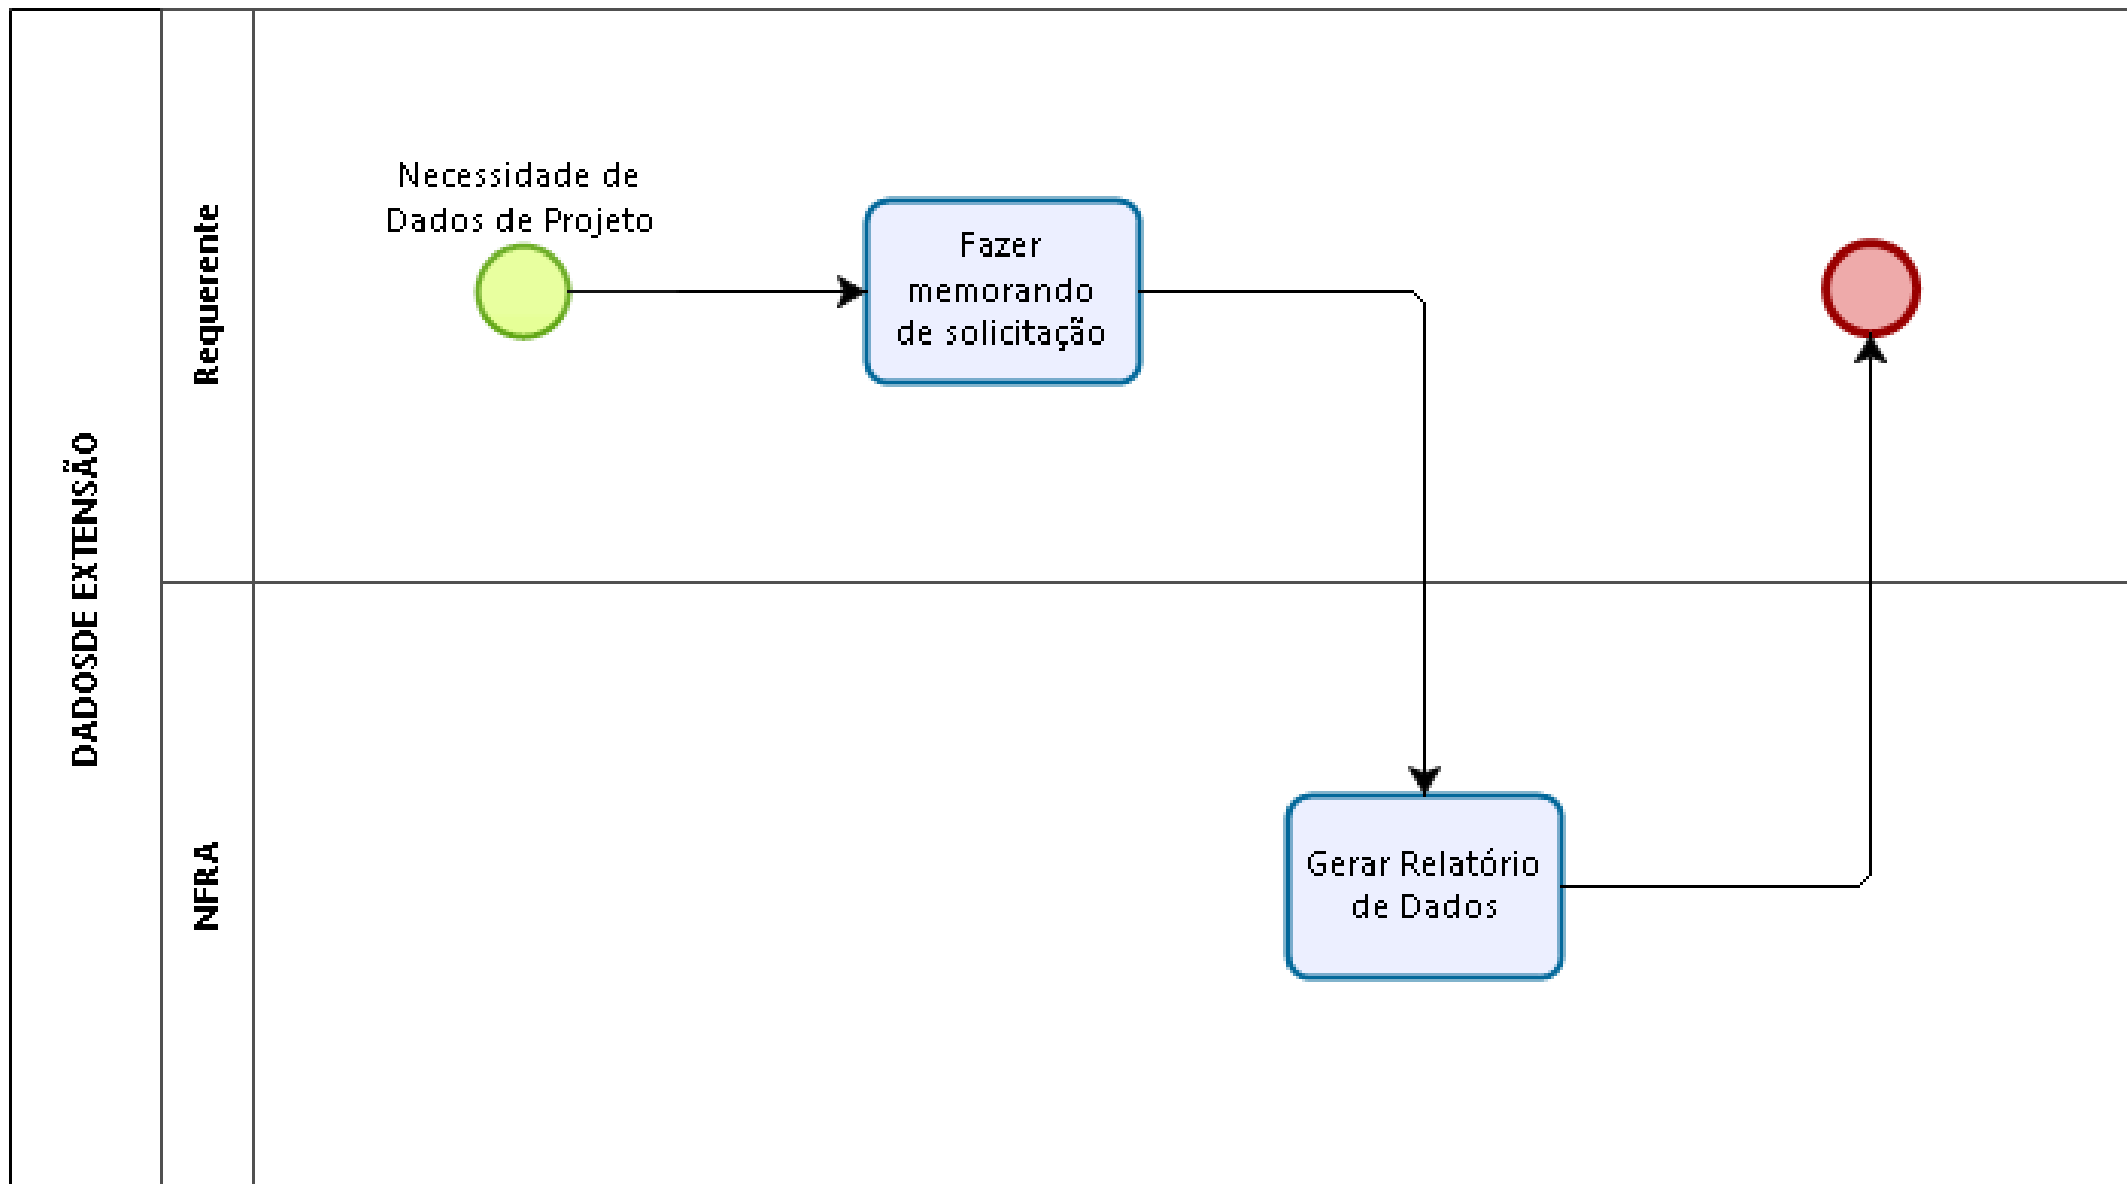 DADOSDE EXTENSÃO
Requerente
Necessidade de
Dados de Projeto
Fazer
memorando
de solicitação
NFRA
Gerar Relatório
de Dados